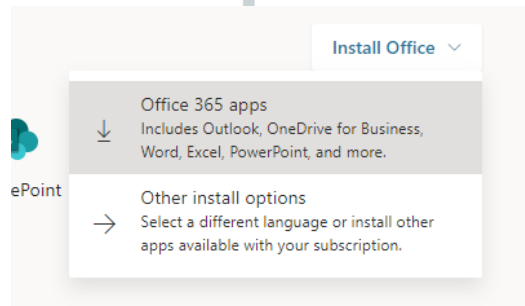 Install Office
Office 365 apps
Includes Outlook, OneDrive for Business,
Word, Excel, PowerPoint, and more.
ePoint
Other install options
Select a different language or install other
apps available with your subscription.